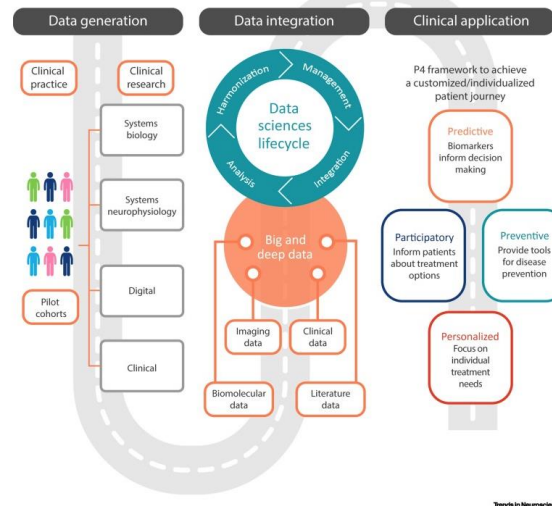 Data generation
Data integration
Clinical application
Clinical
practice
Clinical
research
Systems
biology
Systems
neurophysiology
Digital
Clinical
Pilot
cohorts
Harmonization
Management
Integration
Analysis
Data
sciences
lifecycle
Big and
deep data
Imaging
data
Clinical
data
Biomolecular
data
Literature
data
P4 framework to achieve
a customized/individualized
patient journey
Predictive
Biomarkers
inform decision
making
Participatory
Inform patients
about treatment
options
Preventive
Provide tools
for disease
prevention
Personalized
Focus on
individual
treatment
needs
Trends in